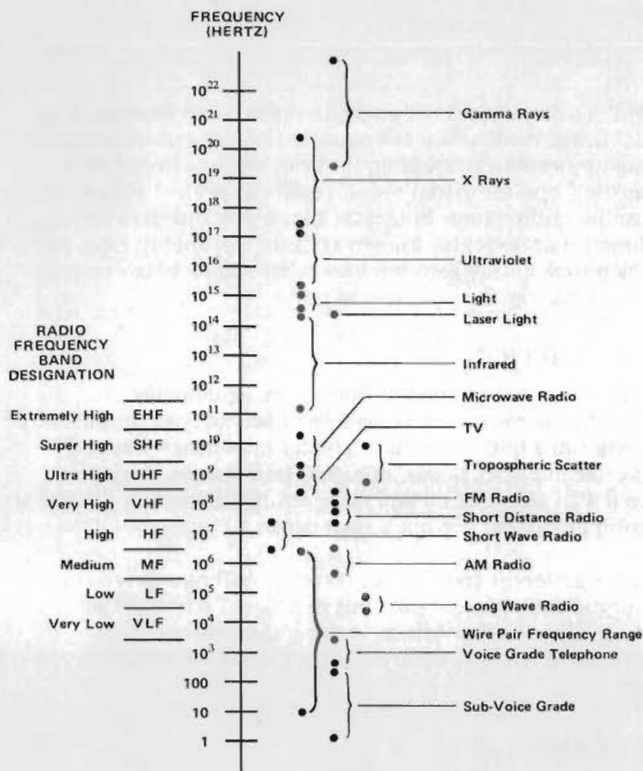 FREQUENCY
(HERTZ)
10²²
Gamma Rays
10²¹
10²⁰
10¹⁹
X Rays
10¹⁸
10¹⁷
Ultraviolet
10¹⁶
10¹⁵
Light
Laser Light
10¹⁴
RADIO
FREQUENCY
BAND
DESIGNATION
10¹³
Infrared
10¹²
Microwave Radio
Extremely High EHF 10¹¹
TV
Super High SHF 10¹⁹
Tropospheric Scatter
Ultra High UHF 10⁹
FM Radio
Very High VHF 10⁸
Short Distance Radio
High HF 10⁷ Short Wave Radio
Medium MF 10⁶ AM Radio
Low LF 10⁵
Long Wave Radio
Very Low VLF 10⁴
Wire Pair Frequency Range
10³ Voice Grade Telephone
100
Sub-Voice Grade
10
1